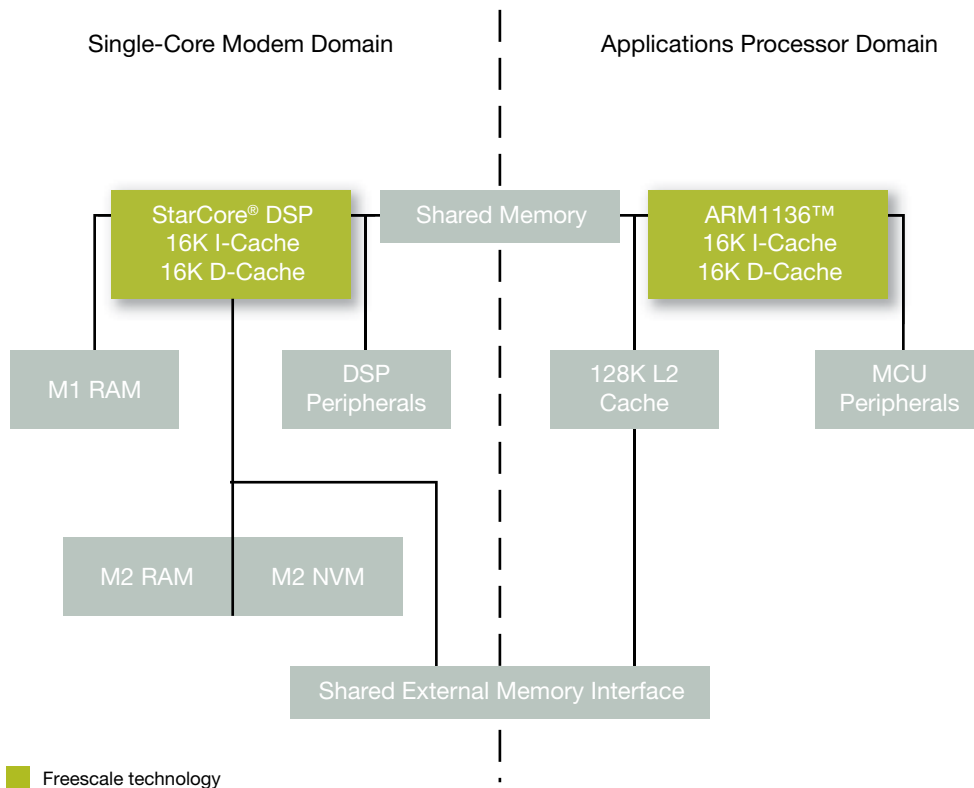 Single-Core Modem Domain
Applications Processor Domain
StarCore® DSP
16K I-Cache
16K D-Cache
Shared Memory
ARM1136™
16K I-Cache
16K D-Cache
M1 RAM
DSP
Peripherals
128K L2
Cache
MCU
Peripherals
M2 RAM
M2 NVM
Shared External Memory Interface
Freescale technology